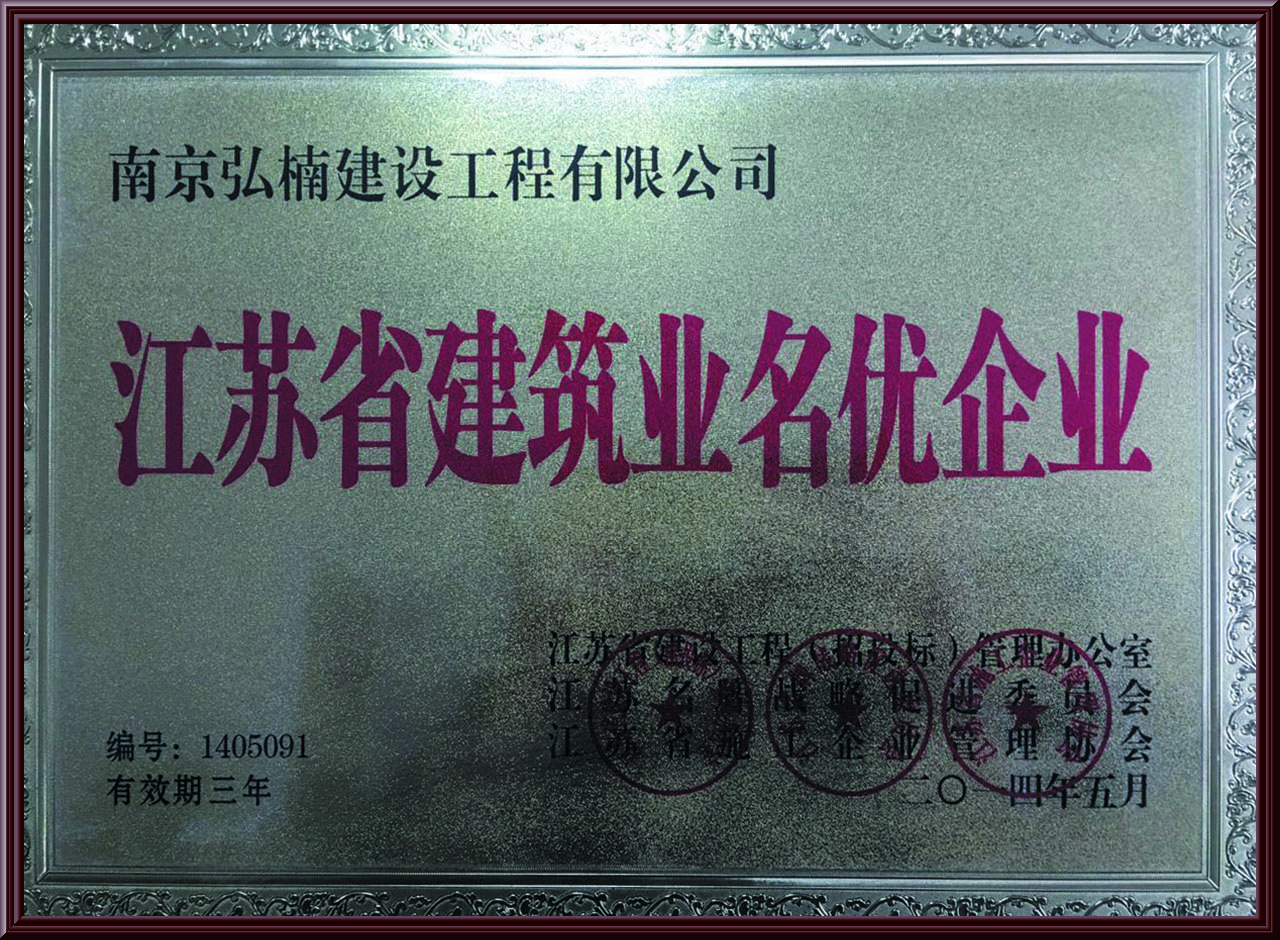 南京弘楠建设工程有限公司
江苏省建筑业名优企业
江苏省建设工程（招投标）管理办公室
江苏名牌战略促进委员会
江苏省施工企业管理协会
二〇一四年五月
编号：1405091
有效期三年